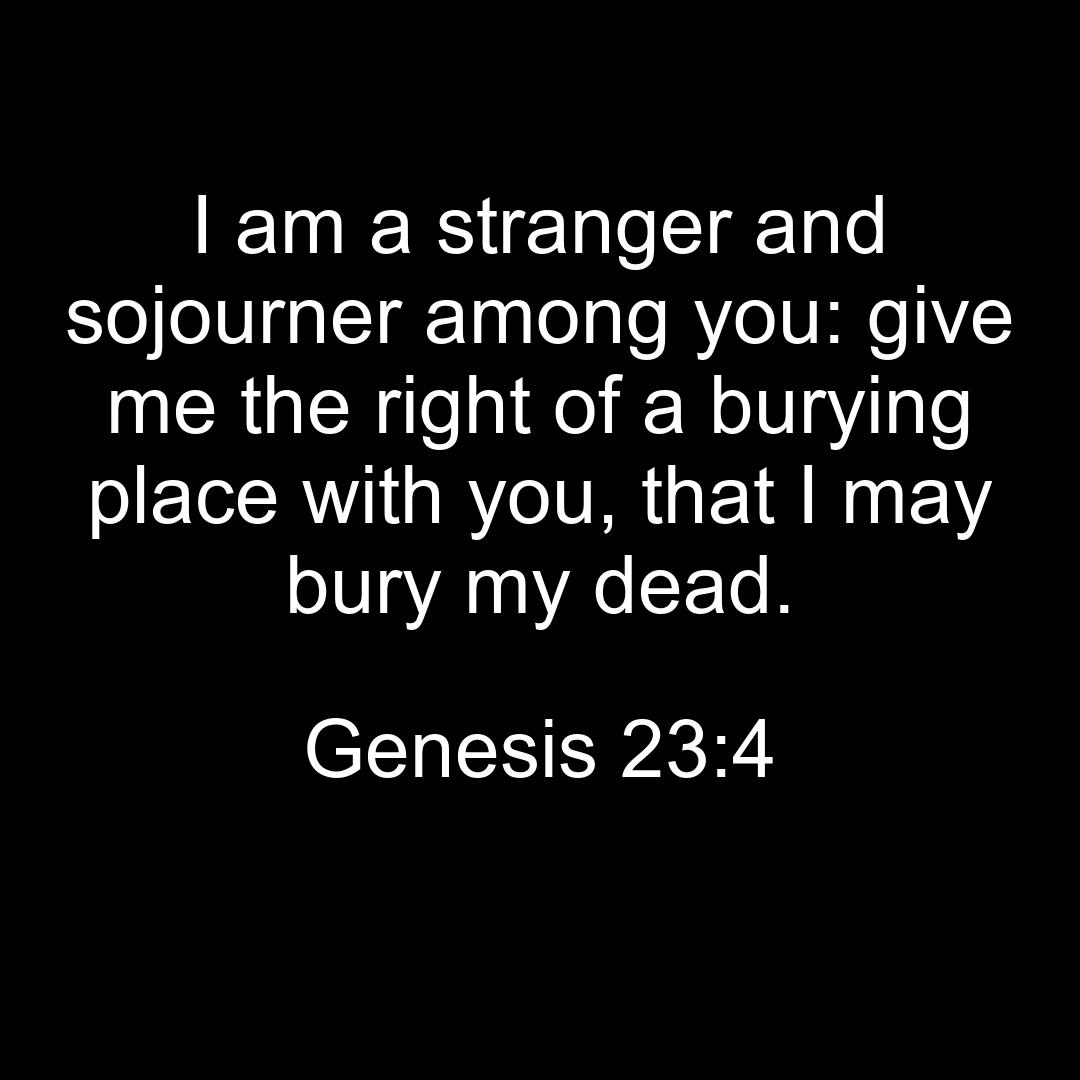 I am a stranger and
sojourner among you: give
me the right of a burying
place with you, that I may
bury my dead.
Genesis 23:4